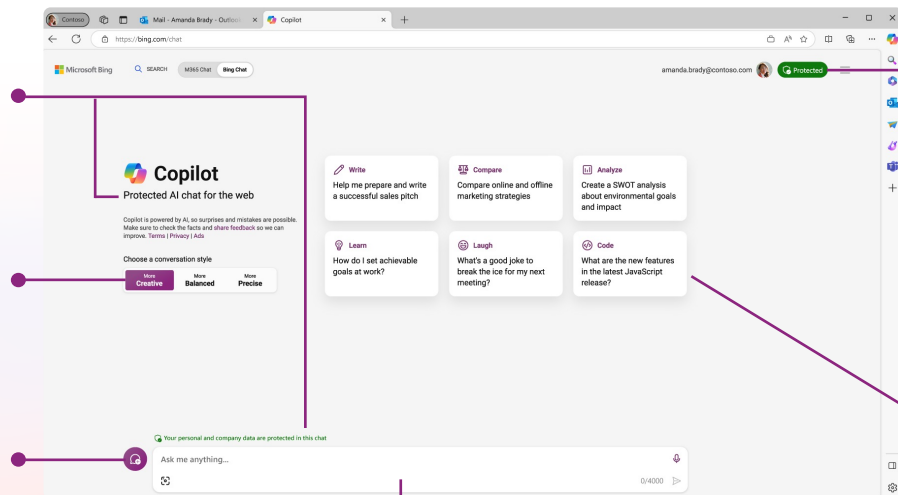 Contoso
Mail - Amanda Brady - Outlook
Copilot
https://bing.com/chat
Microsoft Bing
SEARCH
M365 Chat
Bing Chat
amanda.brady@contoso.com
Protected
Copilot
Protected AI chat for the web
Copilot is powered by AI, so surprises and mistakes are possible.
Make sure to check the facts and share feedback so we can
improve. Terms | Privacy | Ads
Choose a conversation style
More
Creative
More
Balanced
More
Precise
Write
Help me prepare and write
a successful sales pitch
Compare
Compare online and offline
marketing strategies
Analyze
Create a SWOT analysis
about environmental goals
and impact
Learn
How do I set achievable
goals at work?
Laugh
What's a good joke to
break the ice for my next
meeting?
Code
What are the new features
in the latest JavaScript
release?
Your personal and company data are protected in this chat
Ask me anything...
0/4000